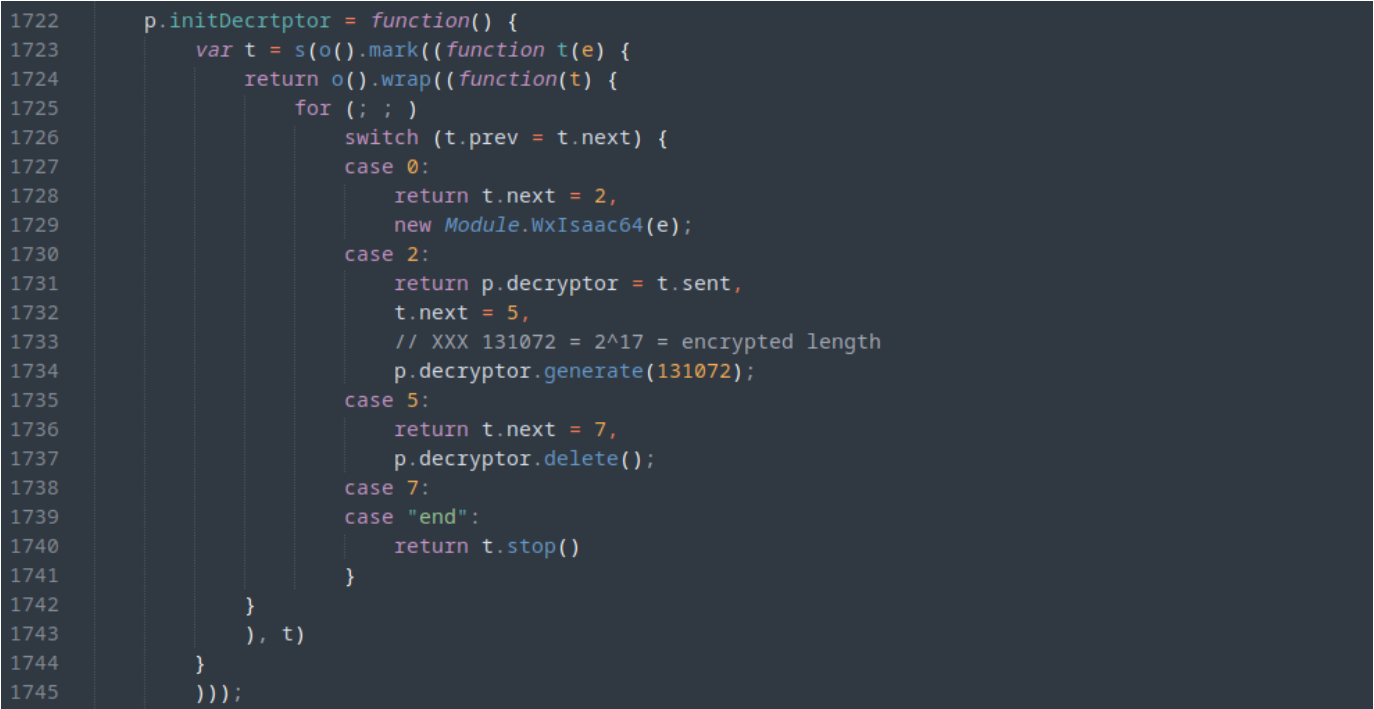 1722 p.initDecrtptor = function() {
1723 var t = s(o().mark((function t(e) {
1724 return o().wrap((function(t) {
1725 for (; ; )
1726 switch (t.prev = t.next) {
1727 case 0:
1728 return t.next = 2,
1729 new Module.WxIsaac64(e);
1730 case 2:
1731 return p.decryptor = t.sent,
1732 t.next = 5,
1733 // XXX 131072 = 2^17 = encrypted length
1734 p.decryptor.generate(131072);
1735 case 5:
1736 return t.next = 7,
1737 p.decryptor.delete();
1738 case 7:
1739 case "end":
1740 return t.stop()
1741 }
1742 }
1743 ), t)
1744 }
1745 )));